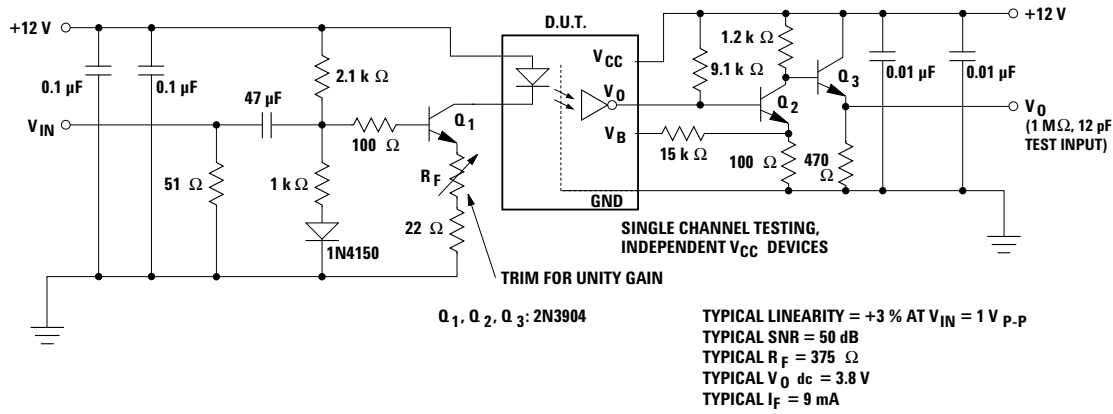 D.U.T.
+12 V
+12 V
0.1 µF
0.1 µF
2.1 k Ω
47 µF
V IN
100 Ω
Q 1
51 Ω
1 k Ω
1N4150
R F
22 Ω
TRIM FOR UNITY GAIN
V CC
V O
V B
GND
1.2 k Ω
9.1 k Ω
Q 2
Q 3
15 k Ω
100 Ω
470 Ω
0.01 µF
0.01 µF
V O
(1 MΩ, 12 pF
TEST INPUT)
SINGLE CHANNEL TESTING,
INDEPENDENT V CC DEVICES
Q 1, Q 2, Q 3: 2N3904
TYPICAL LINEARITY = +3 % AT V IN = 1 V P-P
TYPICAL SNR = 50 dB
TYPICAL R F = 375 Ω
TYPICAL V O dc = 3.8 V
TYPICAL I F = 9 mA